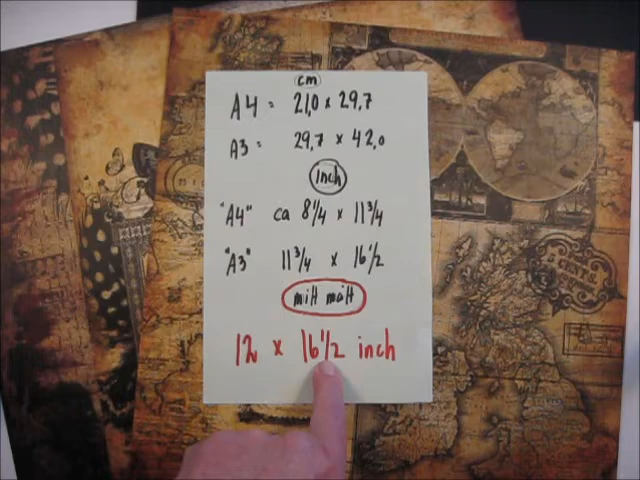 cm
A4 = 21,0 x 29,7
A3 = 29,7 x 42,0
inch
"A4" ca 8 1/4 x 11 3/4
"A3" 11 3/4 x 16 1/2
mitt mått
12 x 16 1/2 inch